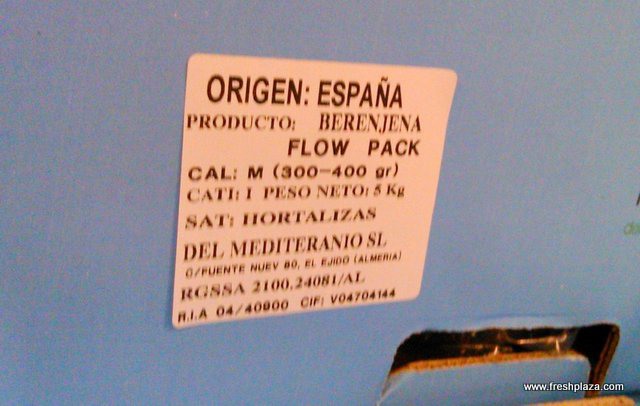 ORIGEN: ESPAÑA
PRODUCTO: BERENJENA
FLOW PACK
CAL: M (300-400 gr)
CATI: I PESO NETO: 5 Kg
SAT: HORTALIZAS
DEL MEDITERANIO SL
C/FUENTE NUEV 80, EL EJIDO (ALMERIA)
RGSSA 2100,24081/AL
R.I.A 04/40900 CIF: V04704144
www.freshplaza.com